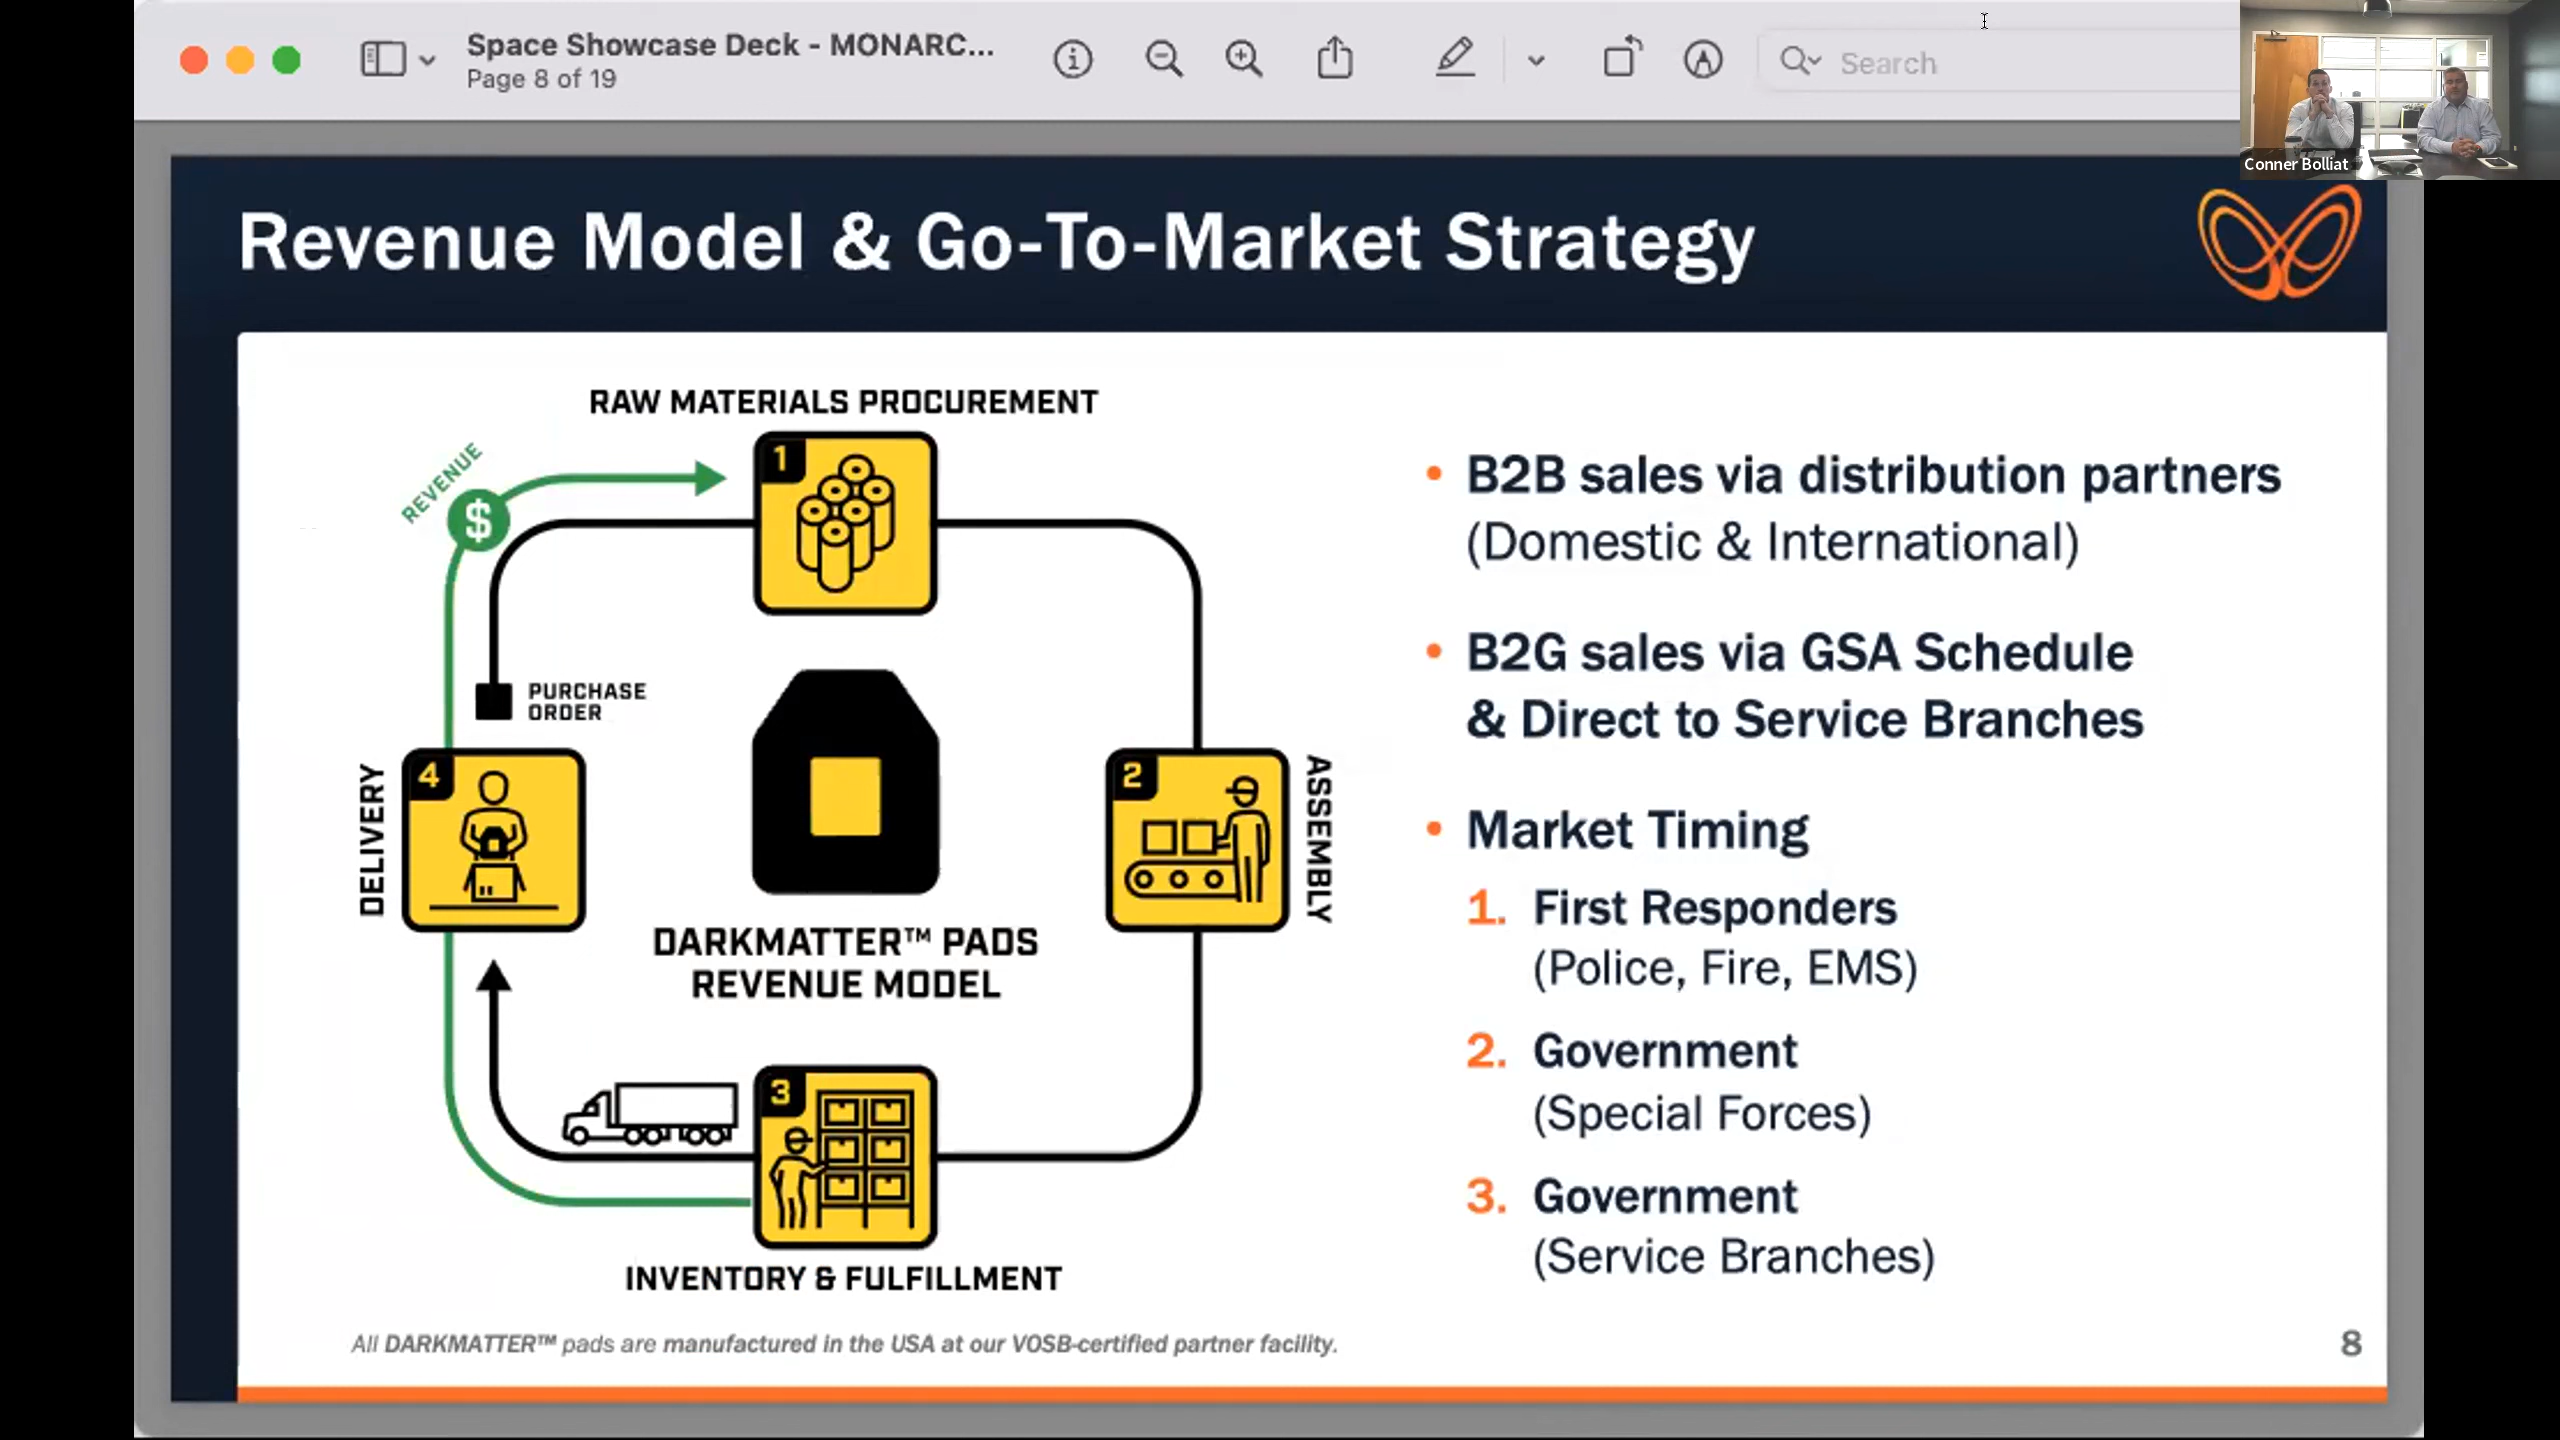 Space Showcase Deck - MONARC...
Page 8 of 19
Search
Conner Bolliat
Revenue Model & Go-To-Market Strategy
RAW MATERIALS PROCUREMENT
REVENUE
$
1
PURCHASE
ORDER
DELIVERY
4
2
ASSEMBLY
DARKMATTER™ PADS
REVENUE MODEL
3
INVENTORY & FULFILLMENT
All DARKMATTER™ pads are manufactured in the USA at our VOSB-certified partner facility.
• B2B sales via distribution partners
(Domestic & International)
• B2G sales via GSA Schedule
& Direct to Service Branches
• Market Timing
1. First Responders
(Police, Fire, EMS)
2. Government
(Special Forces)
3. Government
(Service Branches)
8